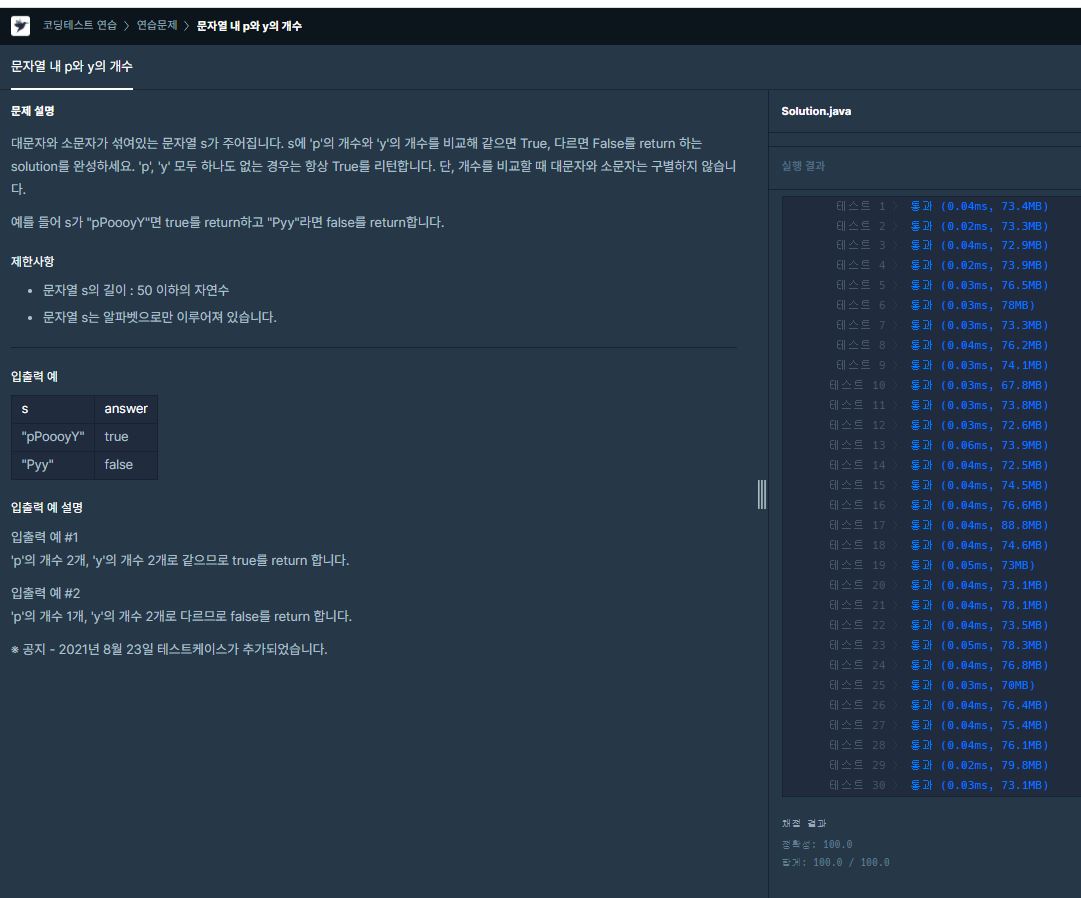 코딩테스트 연습 > 연습문제 > 문자열 내 p와 y의 개수
문자열 내 p와 y의 개수
문제 설명
대문자와 소문자가 섞여있는 문자열 s가 주어집니다. s에 'p'의 개수와 'y'의 개수를 비교해 같으면 True, 다르면 False를 return 하는
solution를 완성하세요. 'p', 'y' 모두 하나도 없는 경우는 항상 True를 리턴합니다. 단, 개수를 비교할 때 대문자와 소문자는 구별하지 않습니
다.
예를 들어 s가 "pPoooyY"면 true를 return하고 "Pyy"라면 false를 return합니다.
제한사항
• 문자열 s의 길이 : 50 이하의 자연수
• 문자열 s는 알파벳으로만 이루어져 있습니다.
입출력 예
s answer
"pPoooyY" true
"Pyy" false
입출력 예 설명
입출력 예 #1
'p'의 개수 2개, 'y'의 개수 2개로 같으므로 true를 return 합니다.
입출력 예 #2
'p'의 개수 1개, 'y'의 개수 2개로 다르므로 false를 return 합니다.
※ 공지 - 2021년 8월 23일 테스트케이스가 추가되었습니다.
Solution.java
실행 결과
테스트 1 > 통과 (0.04ms, 73.4MB)
테스트 2 > 통과 (0.02ms, 73.3MB)
테스트 3 > 통과 (0.04ms, 72.9MB)
테스트 4 > 통과 (0.02ms, 73.9MB)
테스트 5 > 통과 (0.03ms, 76.5MB)
테스트 6 > 통과 (0.03ms, 78MB)
테스트 7 > 통과 (0.03ms, 73.3MB)
테스트 8 > 통과 (0.04ms, 76.2MB)
테스트 9 > 통과 (0.03ms, 74.1MB)
테스트 10 > 통과 (0.03ms, 67.8MB)
테스트 11 > 통과 (0.03ms, 73.8MB)
테스트 12 > 통과 (0.03ms, 72.6MB)
테스트 13 > 통과 (0.06ms, 73.9MB)
테스트 14 > 통과 (0.04ms, 72.5MB)
테스트 15 > 통과 (0.04ms, 74.5MB)
테스트 16 > 통과 (0.04ms, 76.6MB)
테스트 17 > 통과 (0.04ms, 88.8MB)
테스트 18 > 통과 (0.04ms, 74.6MB)
테스트 19 > 통과 (0.05ms, 73MB)
테스트 20 > 통과 (0.04ms, 73.1MB)
테스트 21 > 통과 (0.04ms, 78.1MB)
테스트 22 > 통과 (0.04ms, 73.5MB)
테스트 23 > 통과 (0.05ms, 78.3MB)
테스트 24 > 통과 (0.04ms, 76.8MB)
테스트 25 > 통과 (0.03ms, 70MB)
테스트 26 > 통과 (0.04ms, 76.4MB)
테스트 27 > 통과 (0.04ms, 75.4MB)
테스트 28 > 통과 (0.04ms, 76.1MB)
테스트 29 > 통과 (0.02ms, 79.8MB)
테스트 30 > 통과 (0.03ms, 73.1MB)
채점 결과
정확성: 100.0
합계: 100.0 / 100.0